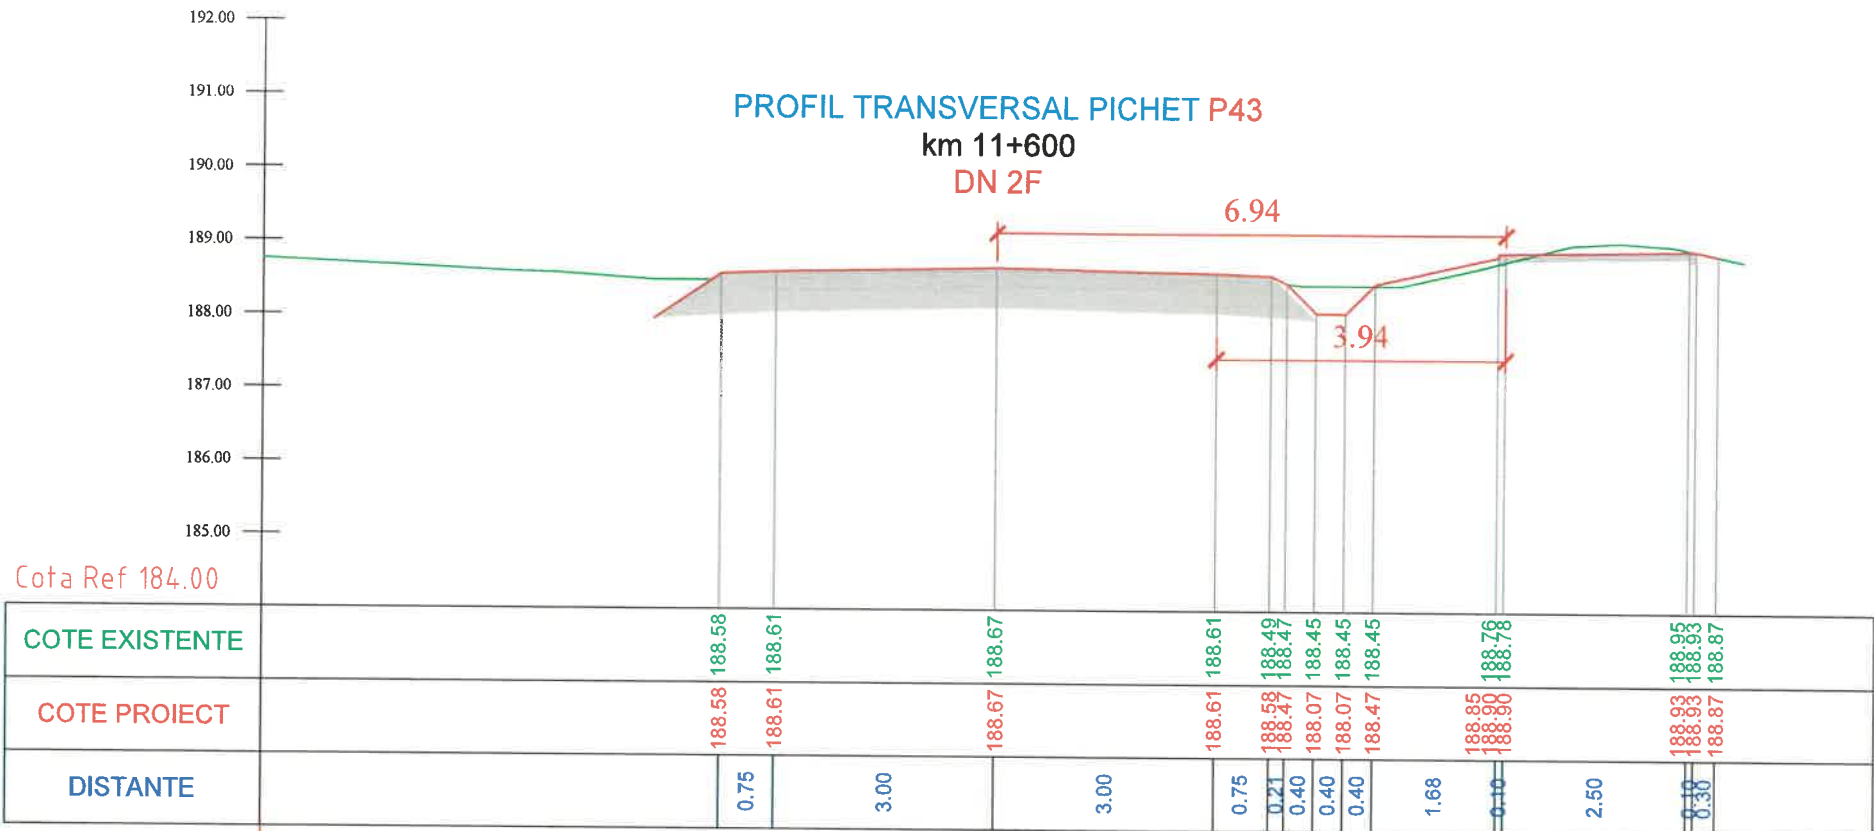 192.00
191.00
190.00
189.00
188.00
187.00
186.00
185.00
PROFIL TRANSVERSAL PICHET P43
km 11+600
DN 2F
6.94
3.94
Cota Ref 184.00
COTE EXISTENTE 188.58 188.61 188.67 188.61 188.49 188.47 188.45 188.45 188.45 188.76 188.78 188.95 188.93 188.87
COTE PROIECT 188.58 188.61 188.67 188.61 188.58 188.47 188.07 188.07 188.47 188.85 188.90 188.90 188.93 188.93 188.87
DISTANTE 0.75 3.00 3.00 0.75 0.21 0.40 0.40 0.40 1.68 0.10 2.50 0.10 0.30